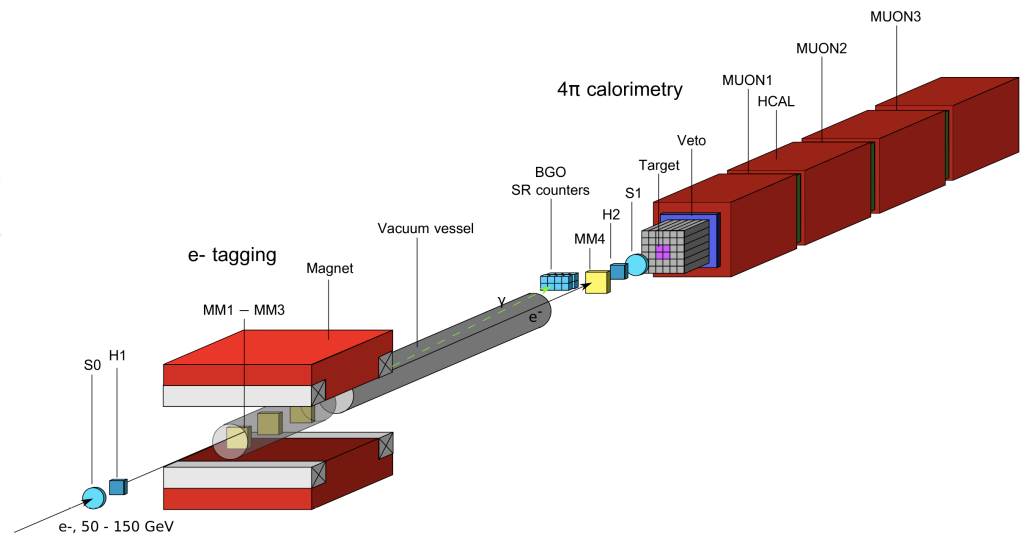 MUON3
MUON2
MUON1
4π calorimetry
HCAL
Veto
Target
BGO
SR counters
S1
H2
Vacuum vessel
MM4
e- tagging
Magnet
γ
MM1 – MM3
e-
H1
S0
e-, 50 - 150 GeV